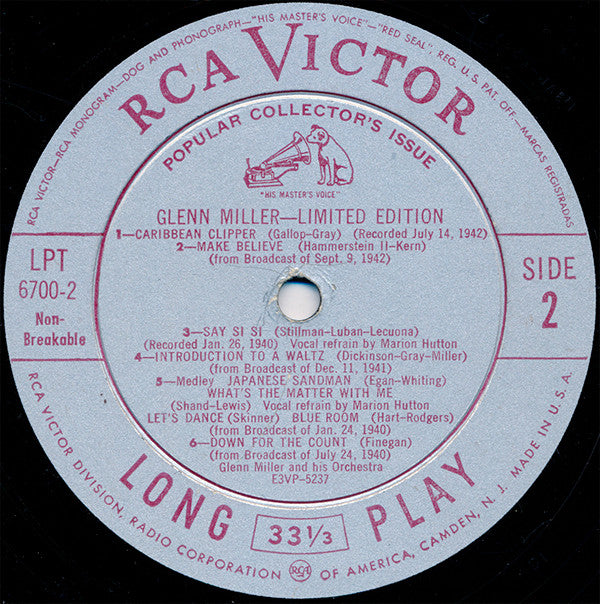 RCA VICTOR—RCA MONOGRAM—DOG AND PHONOGRAPH—"HIS MASTER'S VOICE"—"RED SEAL". REG. U. S. PAT. OFF.—MARCAS REGISTRADAS
RCA VICTOR
POPULAR COLLECTOR'S ISSUE
"HIS MASTER'S VOICE"
GLENN MILLER—LIMITED EDITION
1—CARIBBEAN CLIPPER (Gallop-Gray) (Recorded July 14, 1942)
2—MAKE BELIEVE (Hammerstein II-Kern)
(from Broadcast of Sept. 9, 1942)
LPT
6700-2
Non-
Breakable
SIDE
2
3—SAY SI SI (Stillman-Luban-Lecuona)
(Recorded Jan. 26, 1940) Vocal refrain by Marion Hutton
4—INTRODUCTION TO A WALTZ (Dickinson-Gray-Miller)
(from Broadcast of Dec. 11, 1941)
5—Medley JAPANESE SANDMAN (Egan-Whiting)
WHAT'S THE MATTER WITH ME
(Shand-Lewis) Vocal refrain by Marion Hutton
LET'S DANCE (Skinner) BLUE ROOM (Hart-Rodgers)
(from Broadcast of Jan. 24, 1940)
6—DOWN FOR THE COUNT (Finegan)
(from Broadcast of July 24, 1940)
Glenn Miller and his Orchestra
E3VP-5237
LONG PLAY
33 1/3
RCA VICTOR DIVISION, RADIO CORPORATION RCA OF AMERICA, CAMDEN, N. J. MADE IN U.S.A.